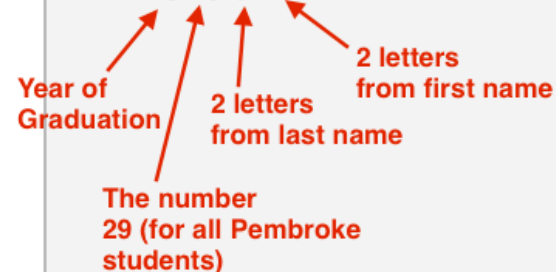 2 letters
from first name
Year of
Graduation
2 letters
from last name
The number
29 (for all Pembroke
students)